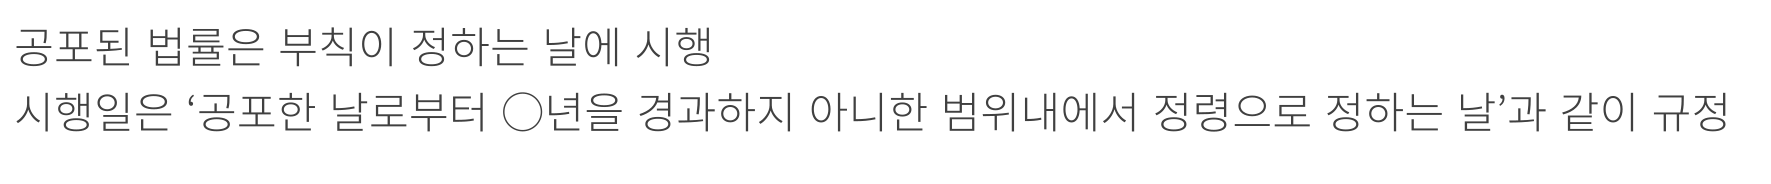 공포된 법률은 부칙이 정하는 날에 시행
시행일은 ‘공포한 날로부터 ◯년을 경과하지 아니한 범위내에서 정령으로 정하는 날’과 같이 규정